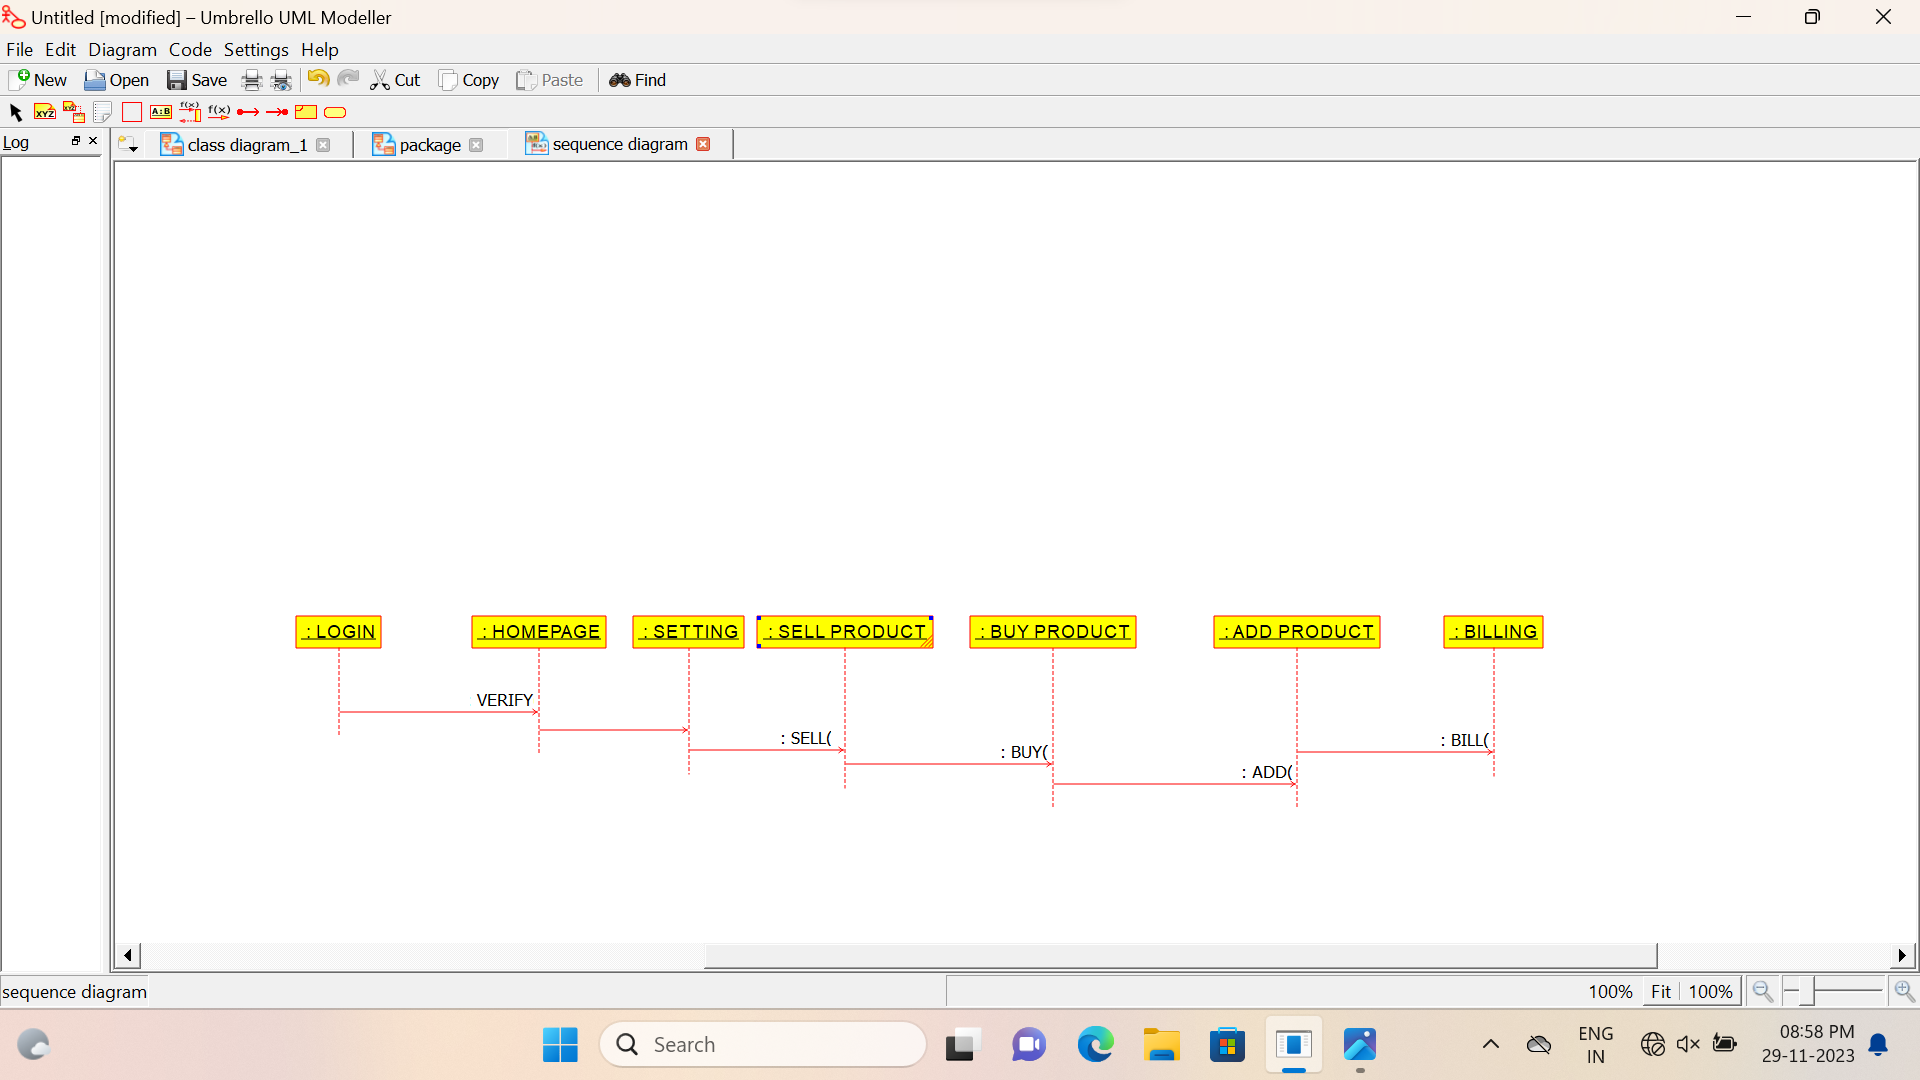 Untitled [modified] – Umbrello UML Modeller
File Edit Diagram Code Settings Help
New Open Save Cut Copy Paste Find
XYZ XYZ A:B f(x) f(x)
Log class diagram_1 package sequence diagram
: LOGIN : HOMEPAGE : SETTING : SELL PRODUCT : BUY PRODUCT : ADD PRODUCT : BILLING
VERIFY
: SELL( : BILL(
: BUY(
: ADD(
sequence diagram 100% Fit 100%
Search ENG 08:58 PM
IN 29-11-2023